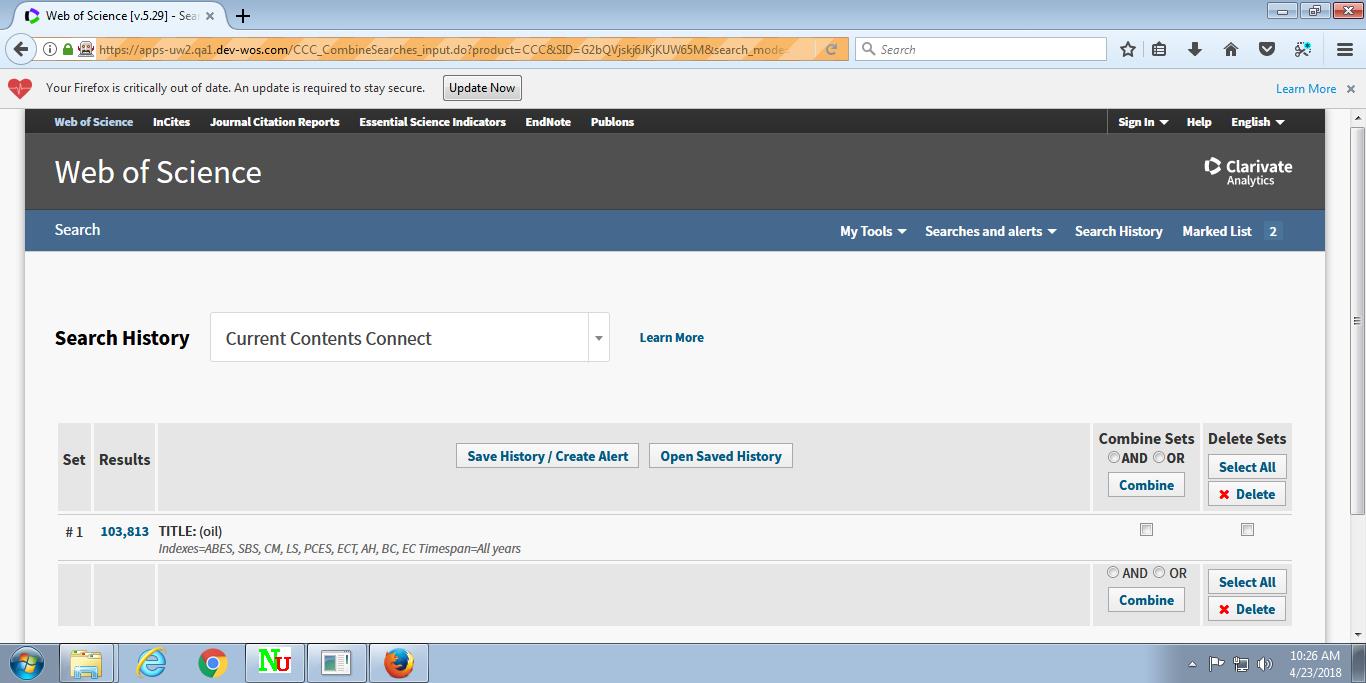 Web of Science [v.5.29] - Sea
https://apps-uw2.qa1.dev-wos.com/CCC_CombineSearches_input.do?product=CCC&SID=G2bQVjskj6JKjKUW65M&search_mode=
Search
Your Firefox is critically out of date. An update is required to stay secure. Update Now Learn More
Web of Science InCites Journal Citation Reports Essential Science Indicators EndNote Publons Sign In Help English
Web of Science
Clarivate
Analytics
Search My Tools Searches and alerts Search History Marked List 2
Search History Current Contents Connect Learn More
Combine Sets Delete Sets
Set Results Save History / Create Alert Open Saved History AND OR Select All
Combine Delete
# 1 103,813 TITLE: (oil)
Indexes=ABES, SBS, CM, LS, PCES, ECT, AH, BC, EC Timespan=All years
AND OR Select All
Combine Delete
NU
10:26 AM
4/23/2018